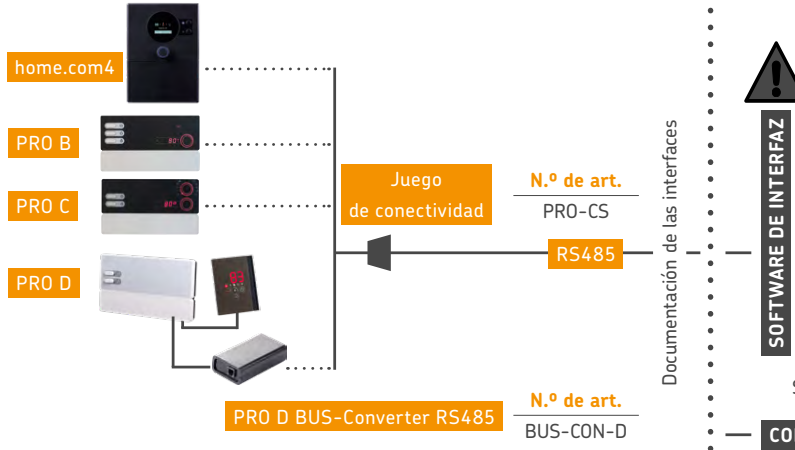 home.com4
PRO B
PRO C
PRO D
Juego
de conectividad
N.º de art.
PRO-CS
RS485
PRO D BUS-Converter RS485
N.º de art.
BUS-CON-D
Documentación de las interfaces
SOFTWARE DE INTERFAZ